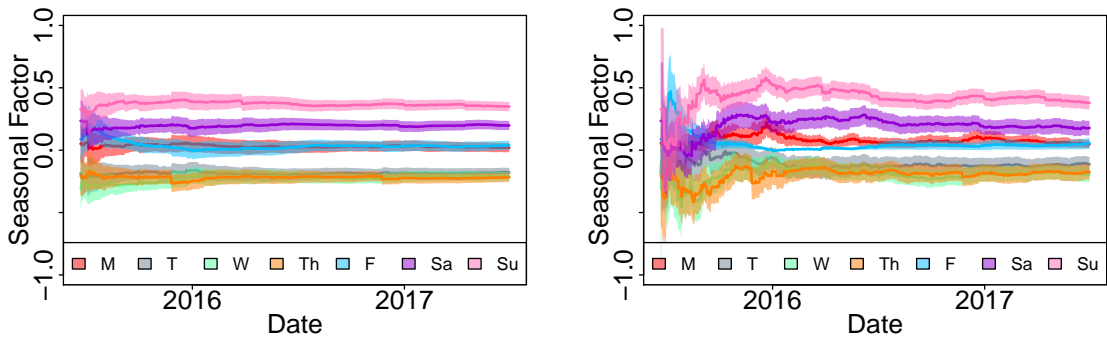 Seasonal Factor
1.0
0.5
0.0
−1.0
M T W Th F Sa Su
2016 2017
Date
Seasonal Factor
1.0
0.5
0.0
−1.0
M T W Th F Sa Su
2016 2017
Date